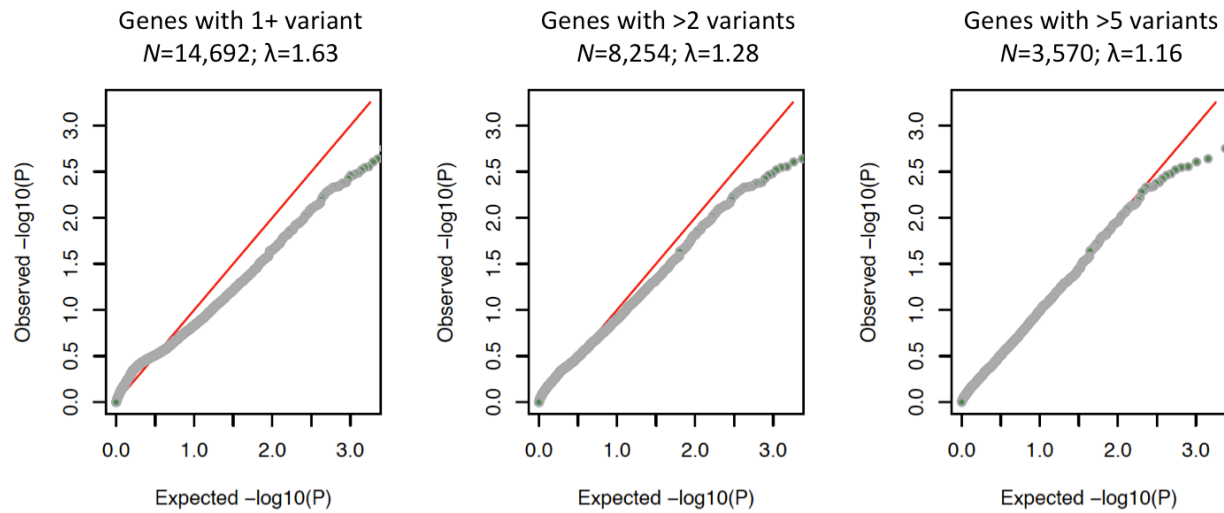 Genes with 1+ variant
N=14,692; λ=1.63
Observed −log10(P)
0.0 0.5 1.0 1.5 2.0 2.5 3.0
0.0 1.0 2.0 3.0
Expected −log10(P)
Genes with >2 variants
N=8,254; λ=1.28
Observed −log10(P)
0.0 0.5 1.0 1.5 2.0 2.5 3.0
0.0 1.0 2.0 3.0
Expected −log10(P)
Genes with >5 variants
N=3,570; λ=1.16
Observed −log10(P)
0.0 0.5 1.0 1.5 2.0 2.5 3.0
0.0 1.0 2.0 3.0
Expected −log10(P)